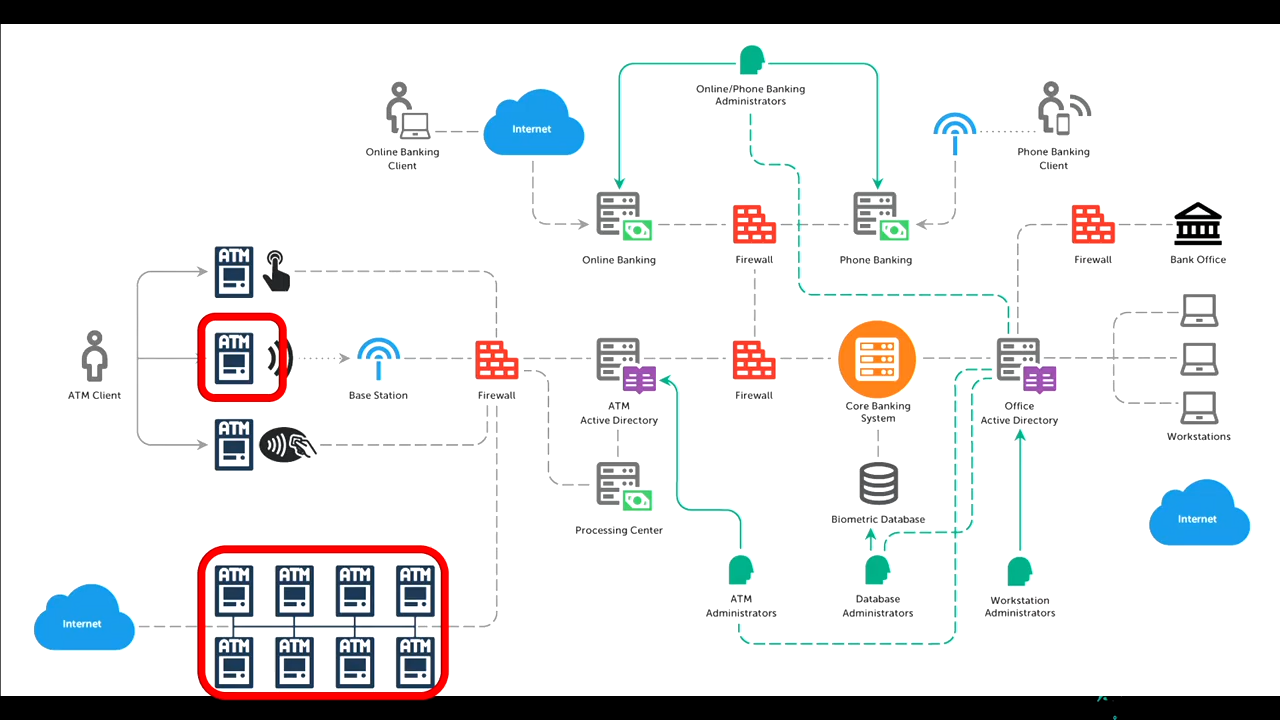 Online/Phone Banking
Administrators
Internet
Online Banking
Client
Phone Banking
Client
Online Banking
Firewall
Phone Banking
Firewall
Bank Office
ATM
ATM
ATM
ATM Client
Base Station
Firewall
ATM
Active Directory
Firewall
Core Banking
System
Office
Active Directory
Workstations
Processing Center
Biometric Database
Internet
ATM
Administrators
Database
Administrators
Workstation
Administrators
Internet
ATM ATM ATM ATM
ATM ATM ATM ATM